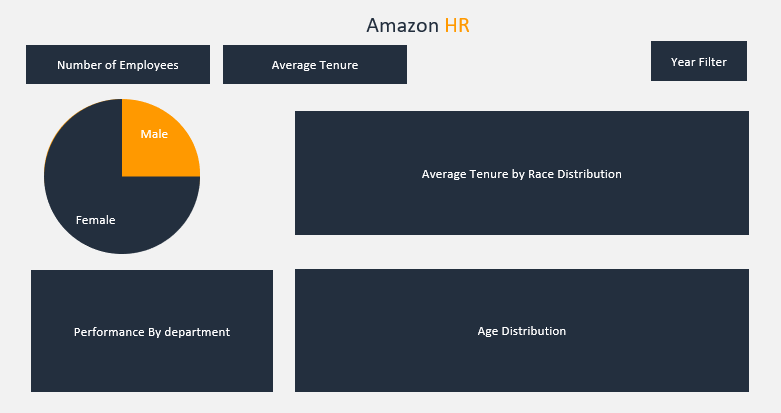 Amazon HR
Number of Employees
Average Tenure
Year Filter
Male
Female
Average Tenure by Race Distribution
Performance By department
Age Distribution